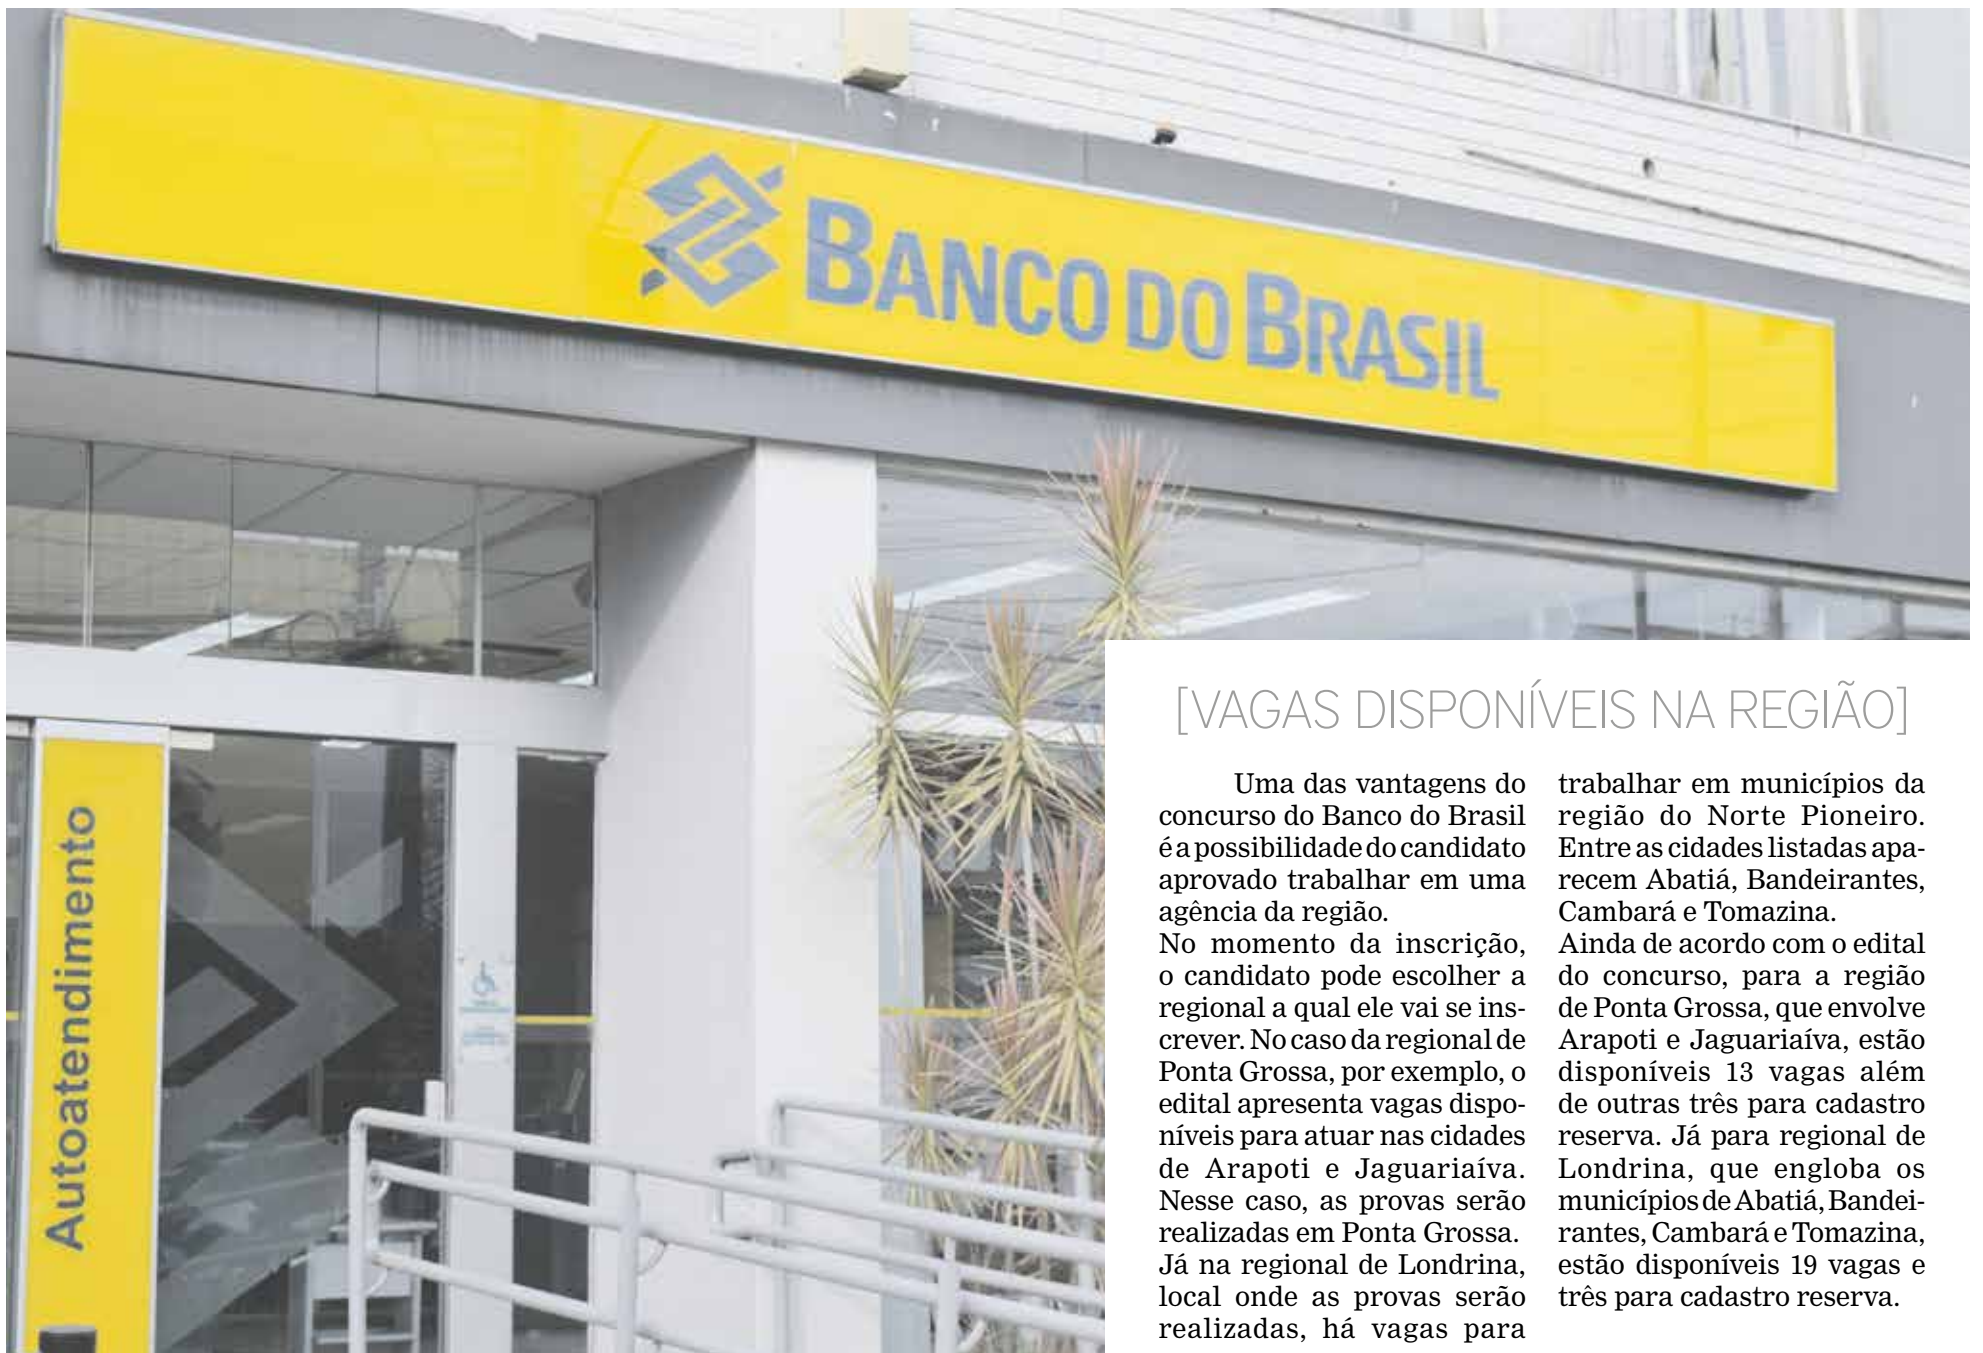 BANCO DO BRASIL
Autoatendimento
[VAGAS DISPONÍVEIS NA REGIÃO]
Uma das vantagens do
concurso do Banco do Brasil
é a possibilidade do candidato
aprovado trabalhar em uma
agência da região.
No momento da inscrição,
o candidato pode escolher a
regional a qual ele vai se ins-
crever. No caso da regional de
Ponta Grossa, por exemplo, o
edital apresenta vagas dispo-
níveis para atuar nas cidades
de Arapoti e Jaguariaíva.
Nesse caso, as provas serão
realizadas em Ponta Grossa.
Já na regional de Londrina,
local onde as provas serão
realizadas, há vagas para
trabalhar em municípios da
região do Norte Pioneiro.
Entre as cidades listadas apa-
recem Abatiá, Bandeirantes,
Cambará e Tomazina.
Ainda de acordo com o edital
do concurso, para a região
de Ponta Grossa, que envolve
Arapoti e Jaguariaíva, estão
disponíveis 13 vagas além
de outras três para cadastro
reserva. Já para regional de
Londrina, que engloba os
municípios de Abatiá, Bandei-
rantes, Cambará e Tomazina,
estão disponíveis 19 vagas e
três para cadastro reserva.